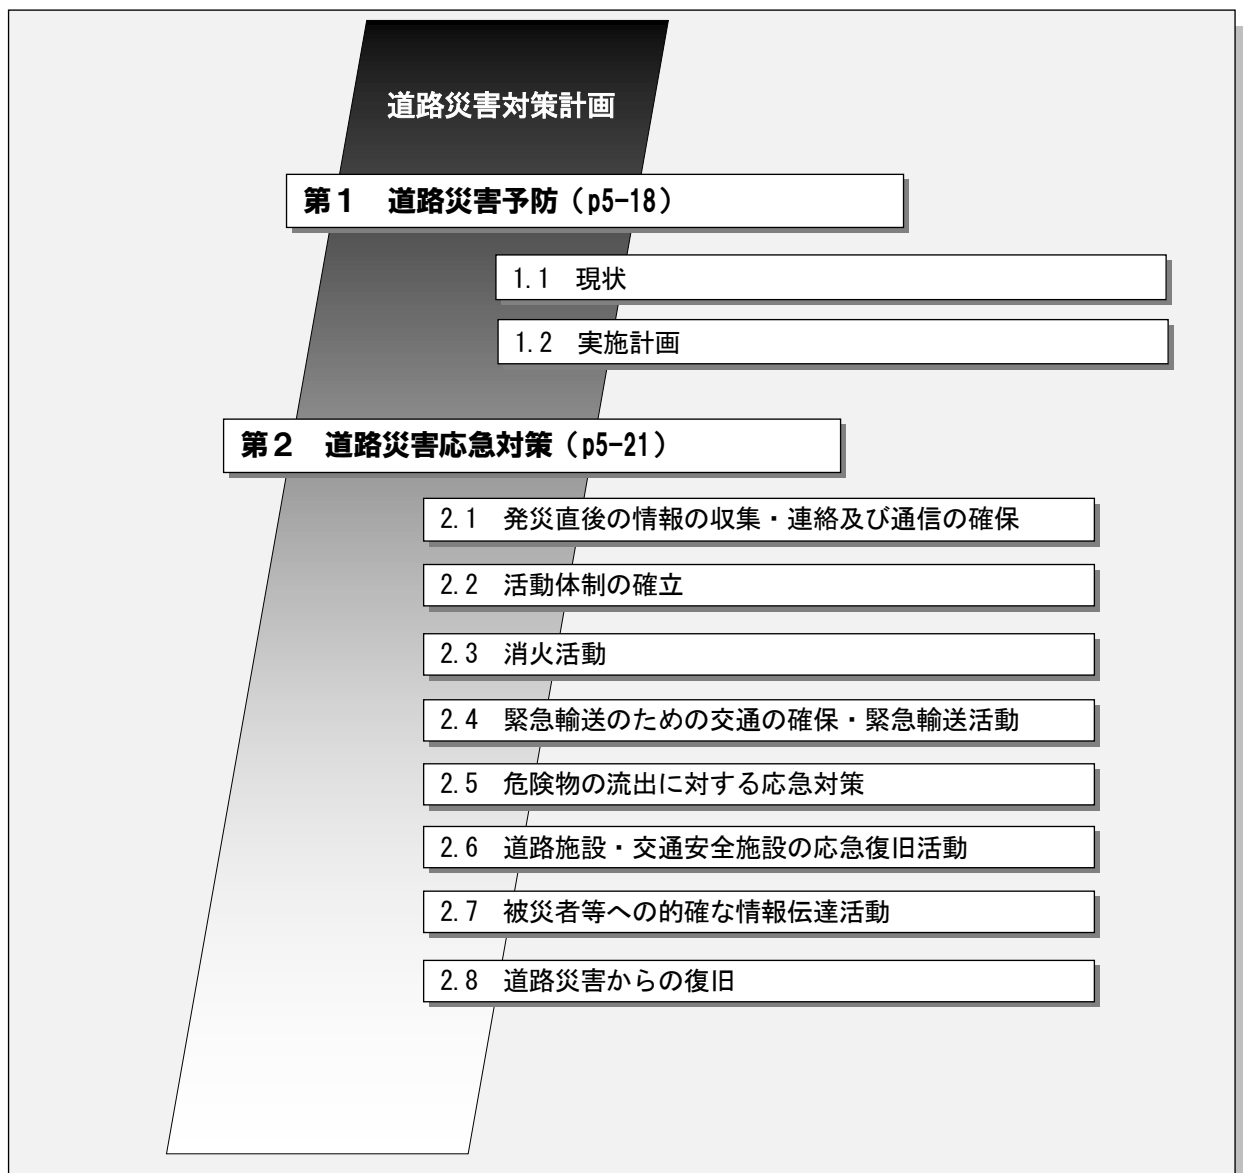 道路災害対策計画
第１　道路災害予防（p5-18）
1.1　現状
1.2　実施計画
第２　道路災害応急対策（p5-21）
2.1　発災直後の情報の収集・連絡及び通信の確保
2.2　活動体制の確立
2.3　消火活動
2.4　緊急輸送のための交通の確保・緊急輸送活動
2.5　危険物の流出に対する応急対策
2.6　道路施設・交通安全施設の応急復旧活動
2.7　被災者等への的確な情報伝達活動
2.8　道路災害からの復旧